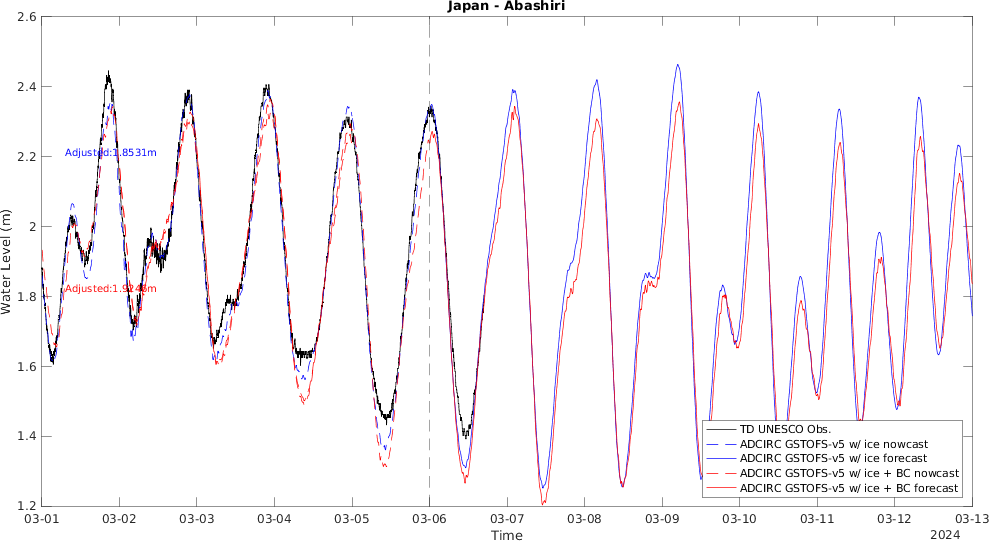 Japan - Abashiri
Water Level (m)
2.6
2.4
2.2
2
1.8
1.6
1.4
1.2
Adjusted:1.8531m
TD UNESCO Obs.
ADCIRC GSTOFS-v5 w/ ice nowcast
ADCIRC GSTOFS-v5 w/ ice forecast
ADCIRC GSTOFS-v5 w/ ice + BC nowcast
ADCIRC GSTOFS-v5 w/ ice + BC forecast
03-01 03-02 03-03 03-04 03-05 03-06 03-07 03-08 03-09 03-10 03-11 03-12 03-13
Time
2024